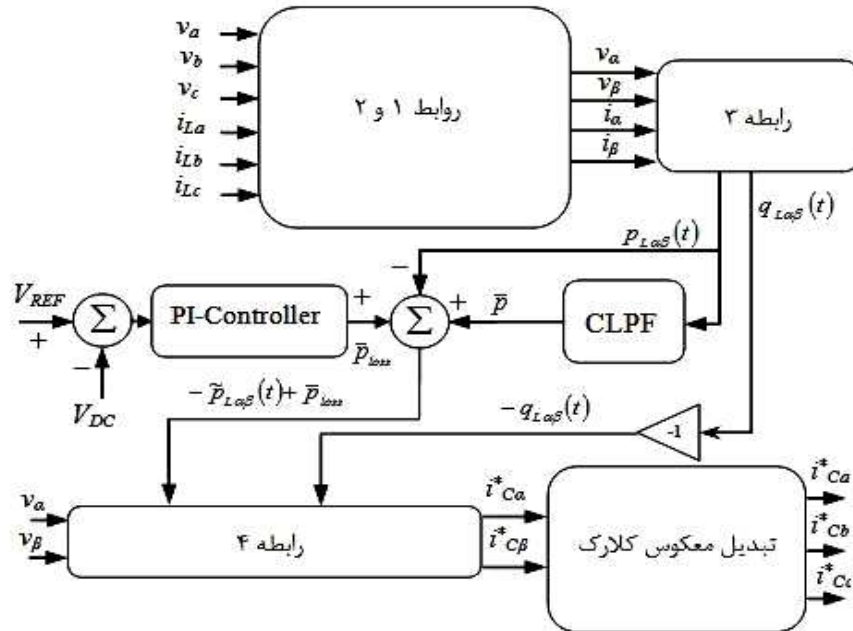 v_a
v_b
v_c
i_La
i_Lb
i_Lc
روابط ۱ و ۲
v_α
v_β
i_α
i_β
رابطه ۳
q_Lαβ(t)
p_Lαβ(t)
−
V_REF
+
Σ
−
V_DC
PI-Controller
+
p̄_loss
Σ
+
p̄
CLPF
− p̃_Lαβ(t) + p̄_loss
− q_Lαβ(t)
-1
v_α
v_β
رابطه ۴
i*_Cα
i*_Cβ
تبدیل معکوس کلارک
i*_Ca
i*_Cb
i*_Cc